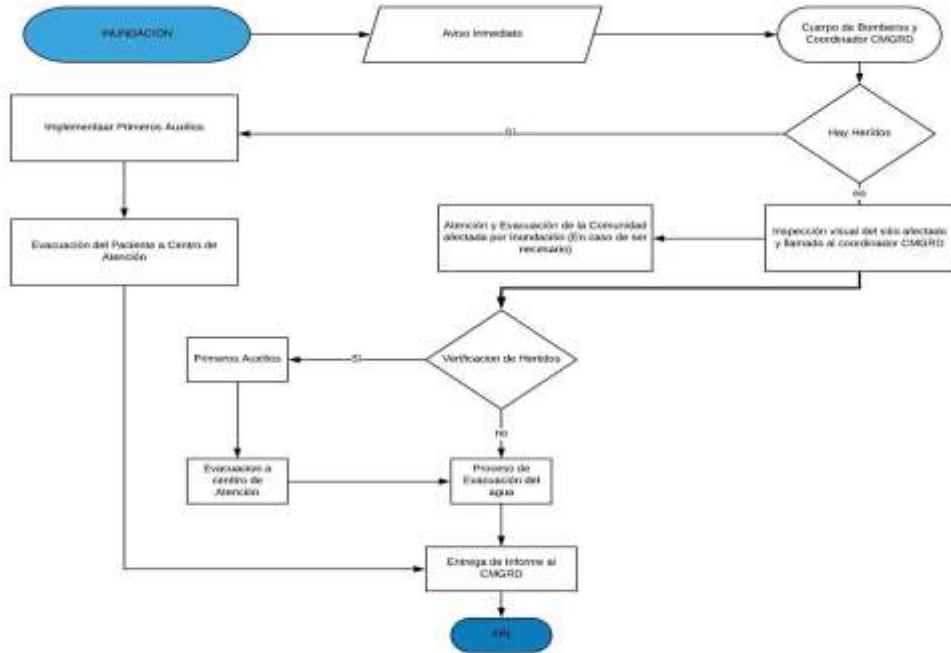 INUNDACION
Aviso Inmediato
Cuerpo de Bomberos y
Coordinador CMGRD
Hay Heridos
SI
no
Implementaar Primeros Auxilios
Evacuación del Paciente a Centro de
Atención
Atención y Evacuación de la Comunidad
afectada por Inundación (En caso de ser
necesario)
Inspección visual del sitio afectado
y llamado al coordinador CMGRD
Verificacion de Heridos
SI
Primeros Auxilios
no
Evacuacion a
centro de
Atención
Proceso de
Evacuación del
agua
Entrega de Informe al
CMGRD
FIN